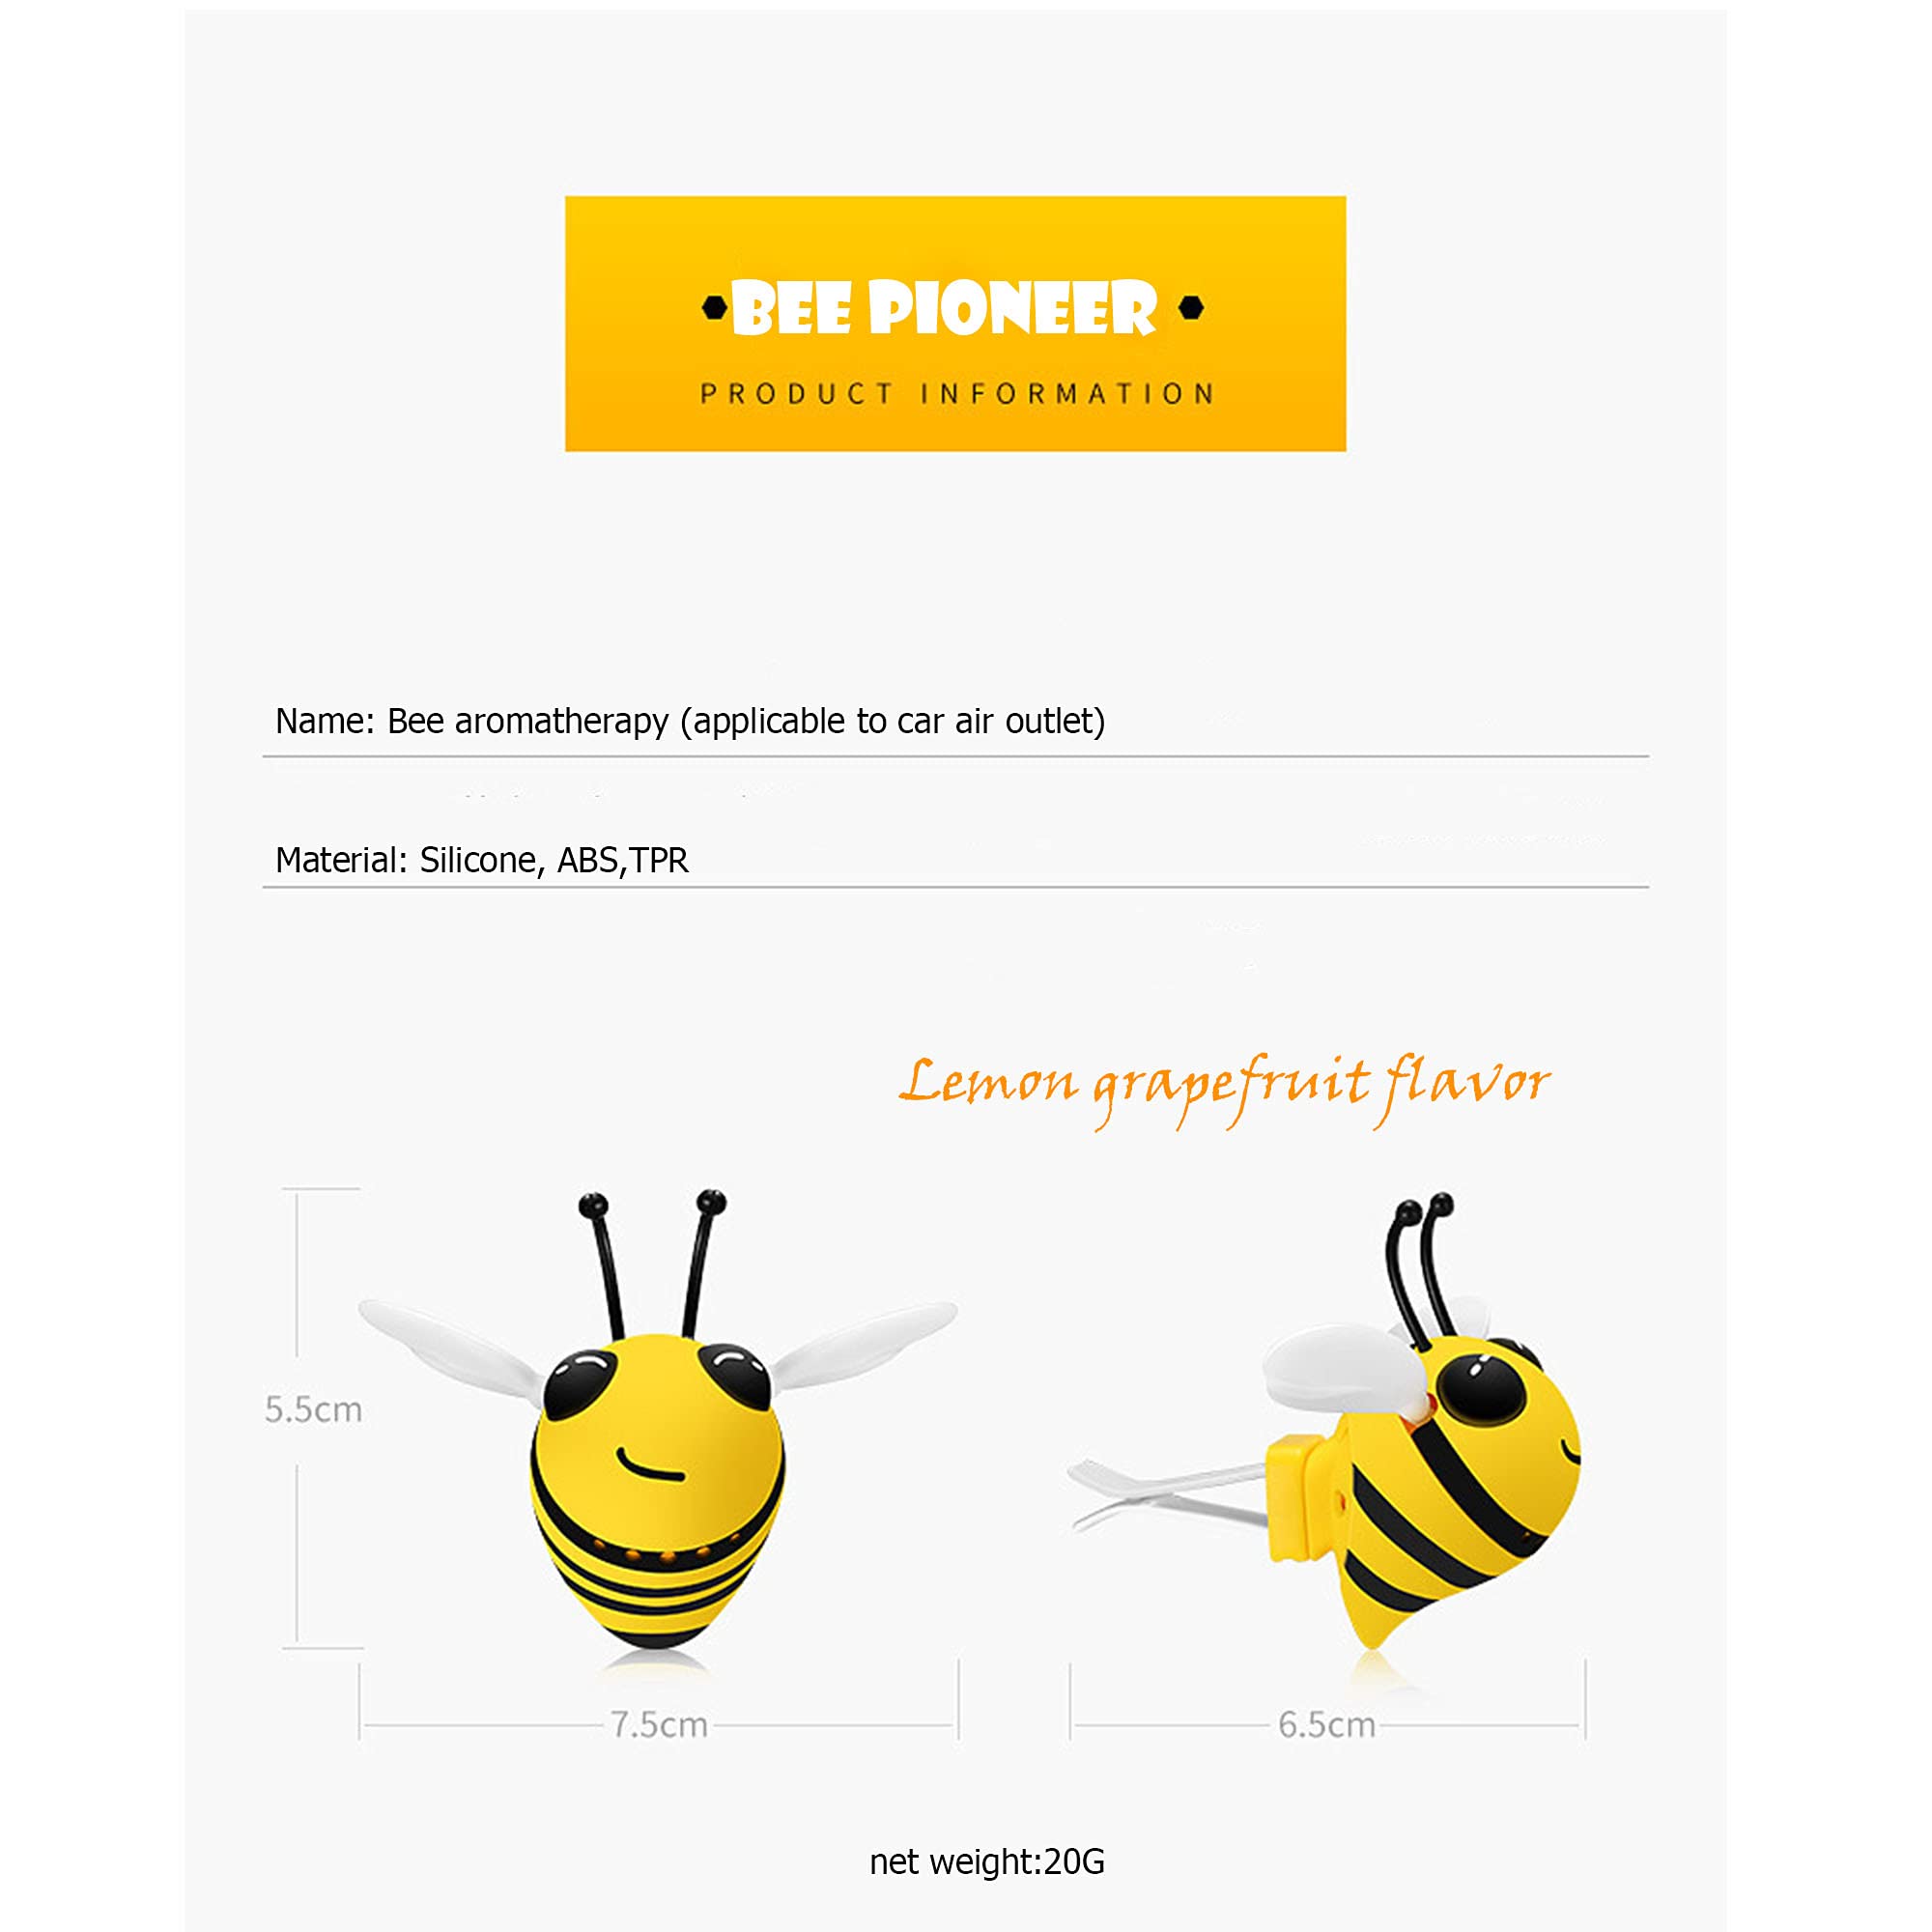 BEE PIONEER
PRODUCT INFORMATION
Name: Bee aromatherapy (applicable to car air outlet)
Material: Silicone, ABS,TPR
Lemon grapefruit flavor
5.5cm
7.5cm
6.5cm
net weight:20G